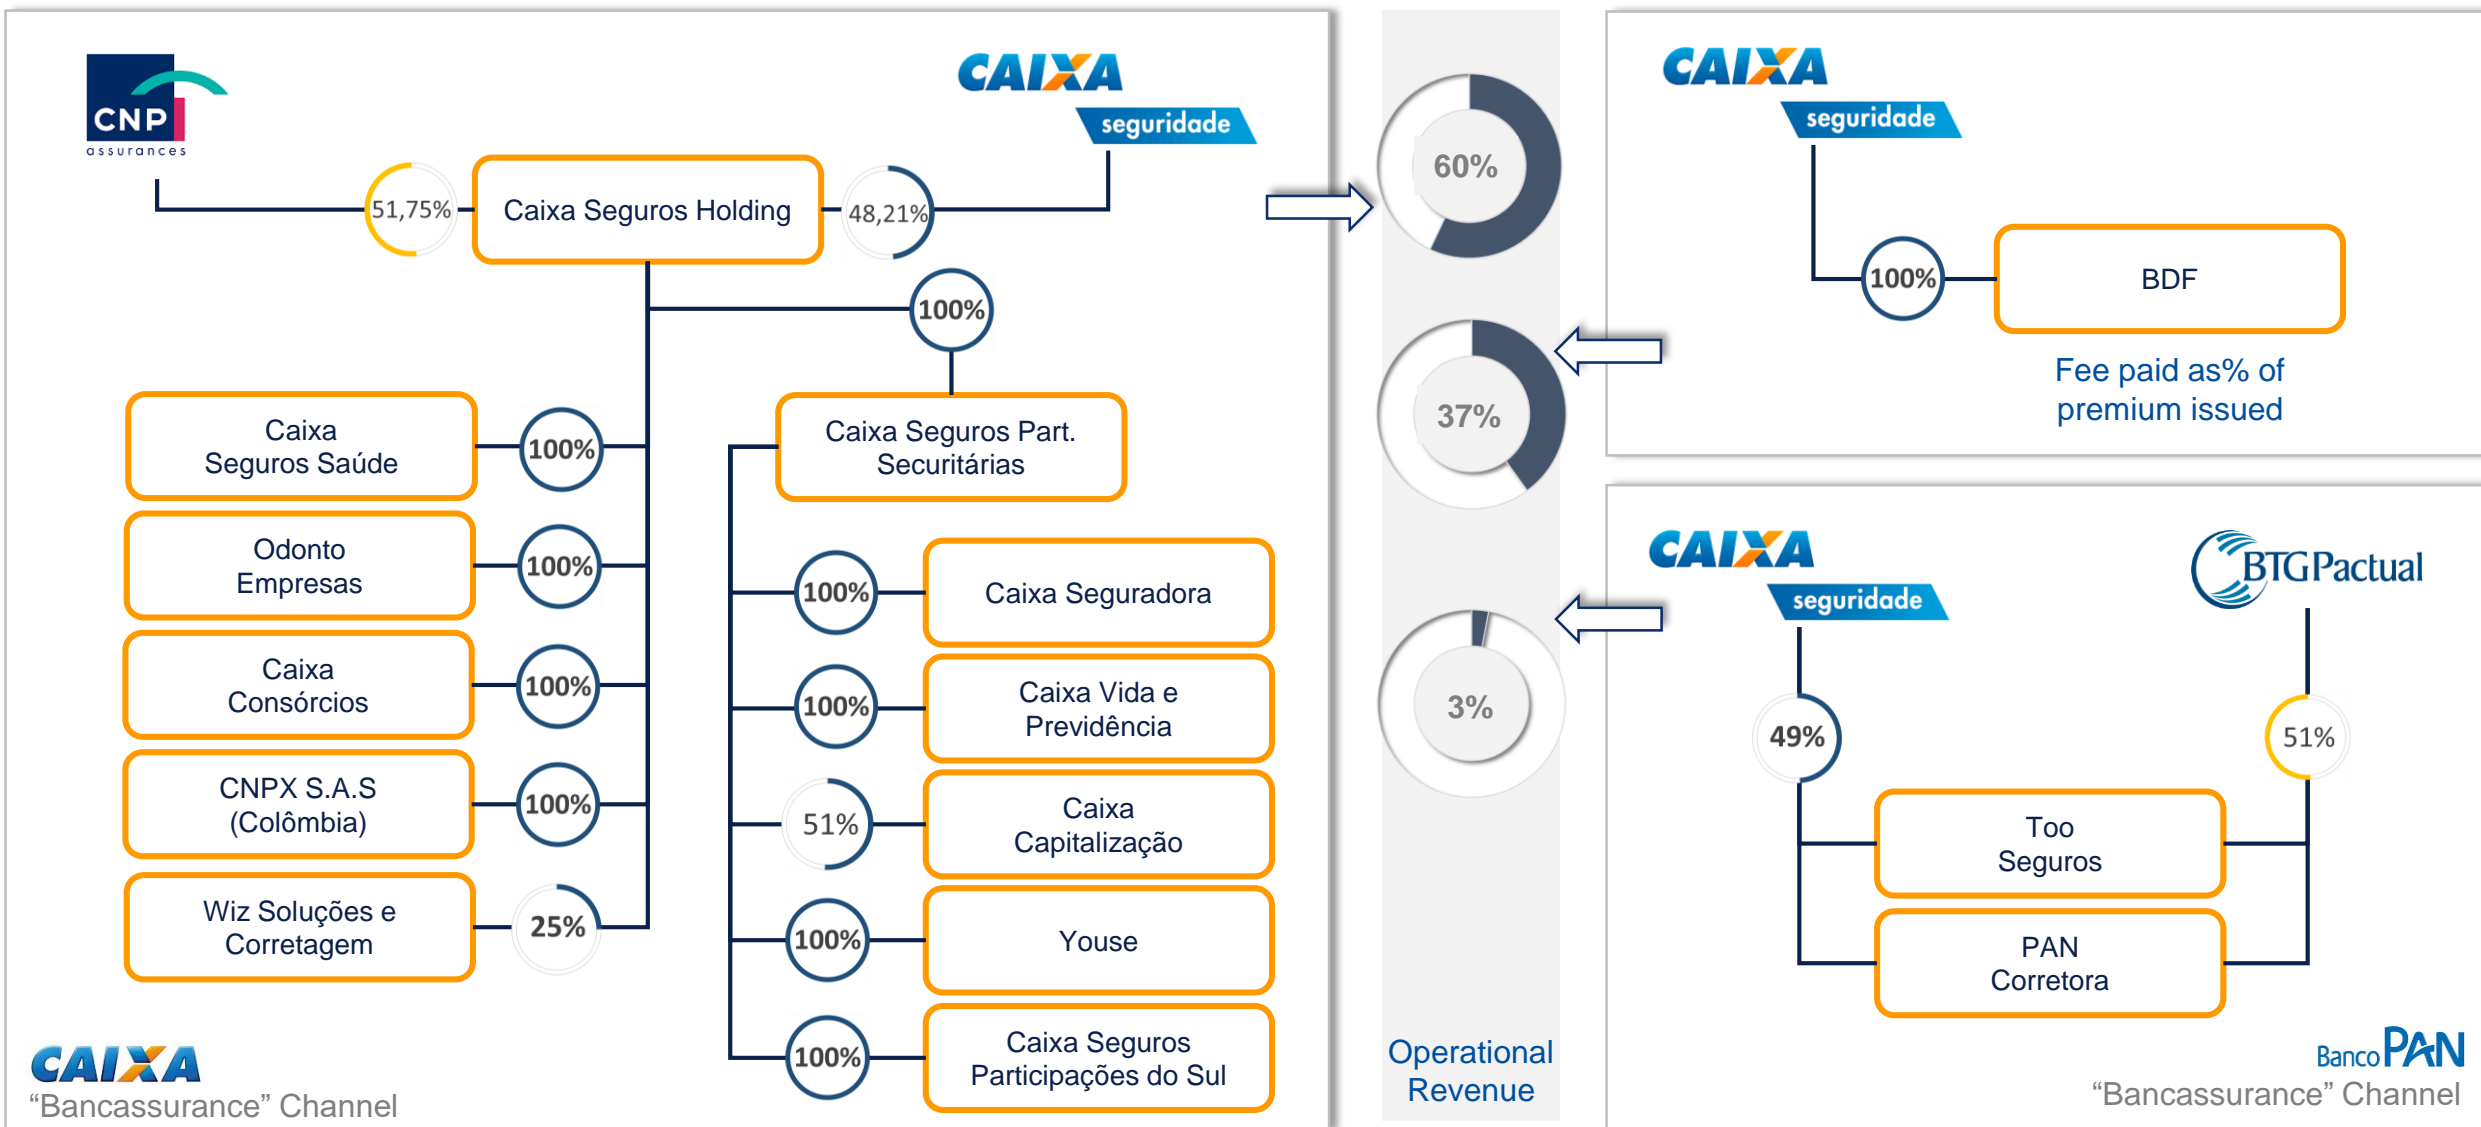 CNP
assurances
CAIXA
seguridade
51,75%
Caixa Seguros Holding
48,21%
100%
Caixa
Seguros Saúde
100%
Odonto
Empresas
100%
Caixa
Consórcios
100%
CNPX S.A.S
(Colômbia)
100%
Wiz Soluções e
Corretagem
25%
Caixa Seguros Part.
Securitárias
100%
Caixa Seguradora
100%
Caixa Vida e
Previdência
51%
Caixa
Capitalização
100%
Youse
100%
Caixa Seguros
Participações do Sul
CAIXA
“Bancassurance” Channel
60%
37%
3%
Operational
Revenue
CAIXA
seguridade
100%
BDF
Fee paid as% of
premium issued
CAIXA
seguridade
BTGPactual
49%
51%
Too
Seguros
PAN
Corretora
Banco PAN
“Bancassurance” Channel